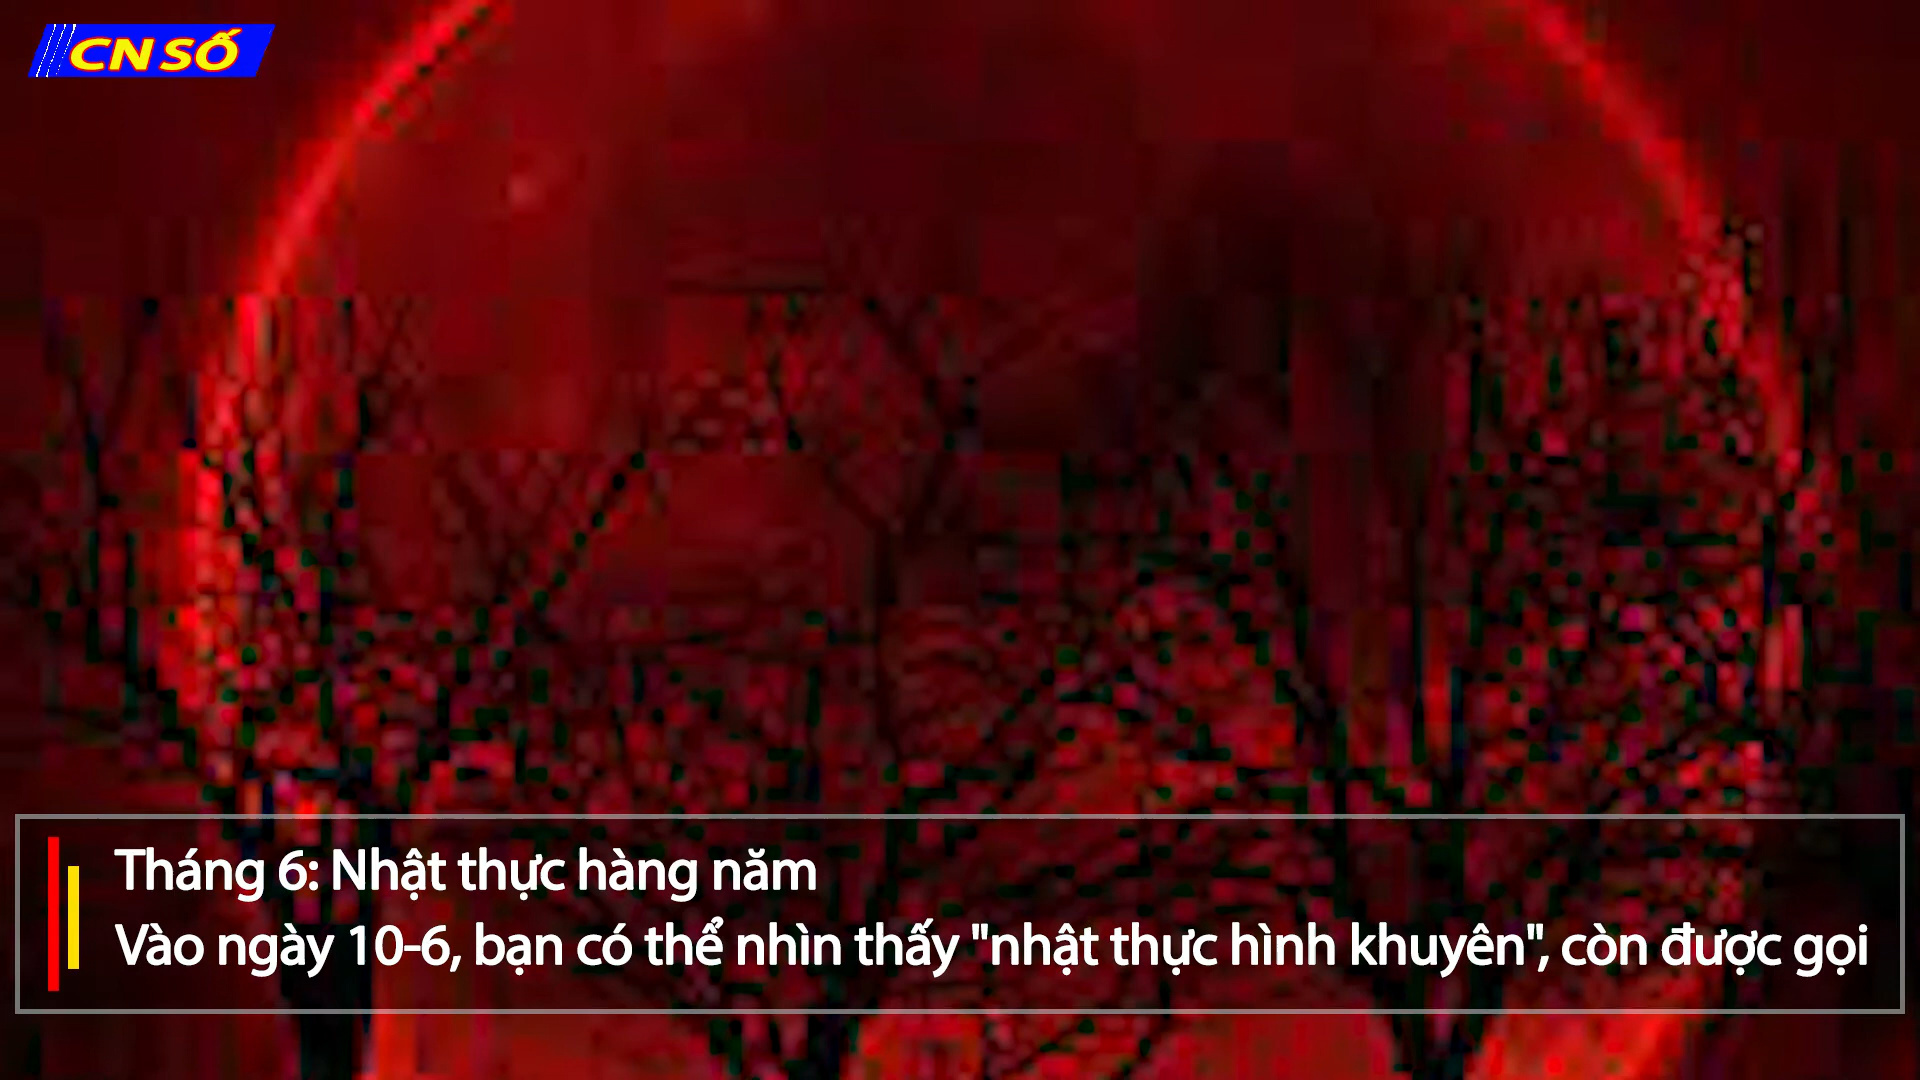 CN SỐ
Tháng 6: Nhật thực hàng năm
Vào ngày 10-6, bạn có thể nhìn thấy "nhật thực hình khuyên", còn được gọi